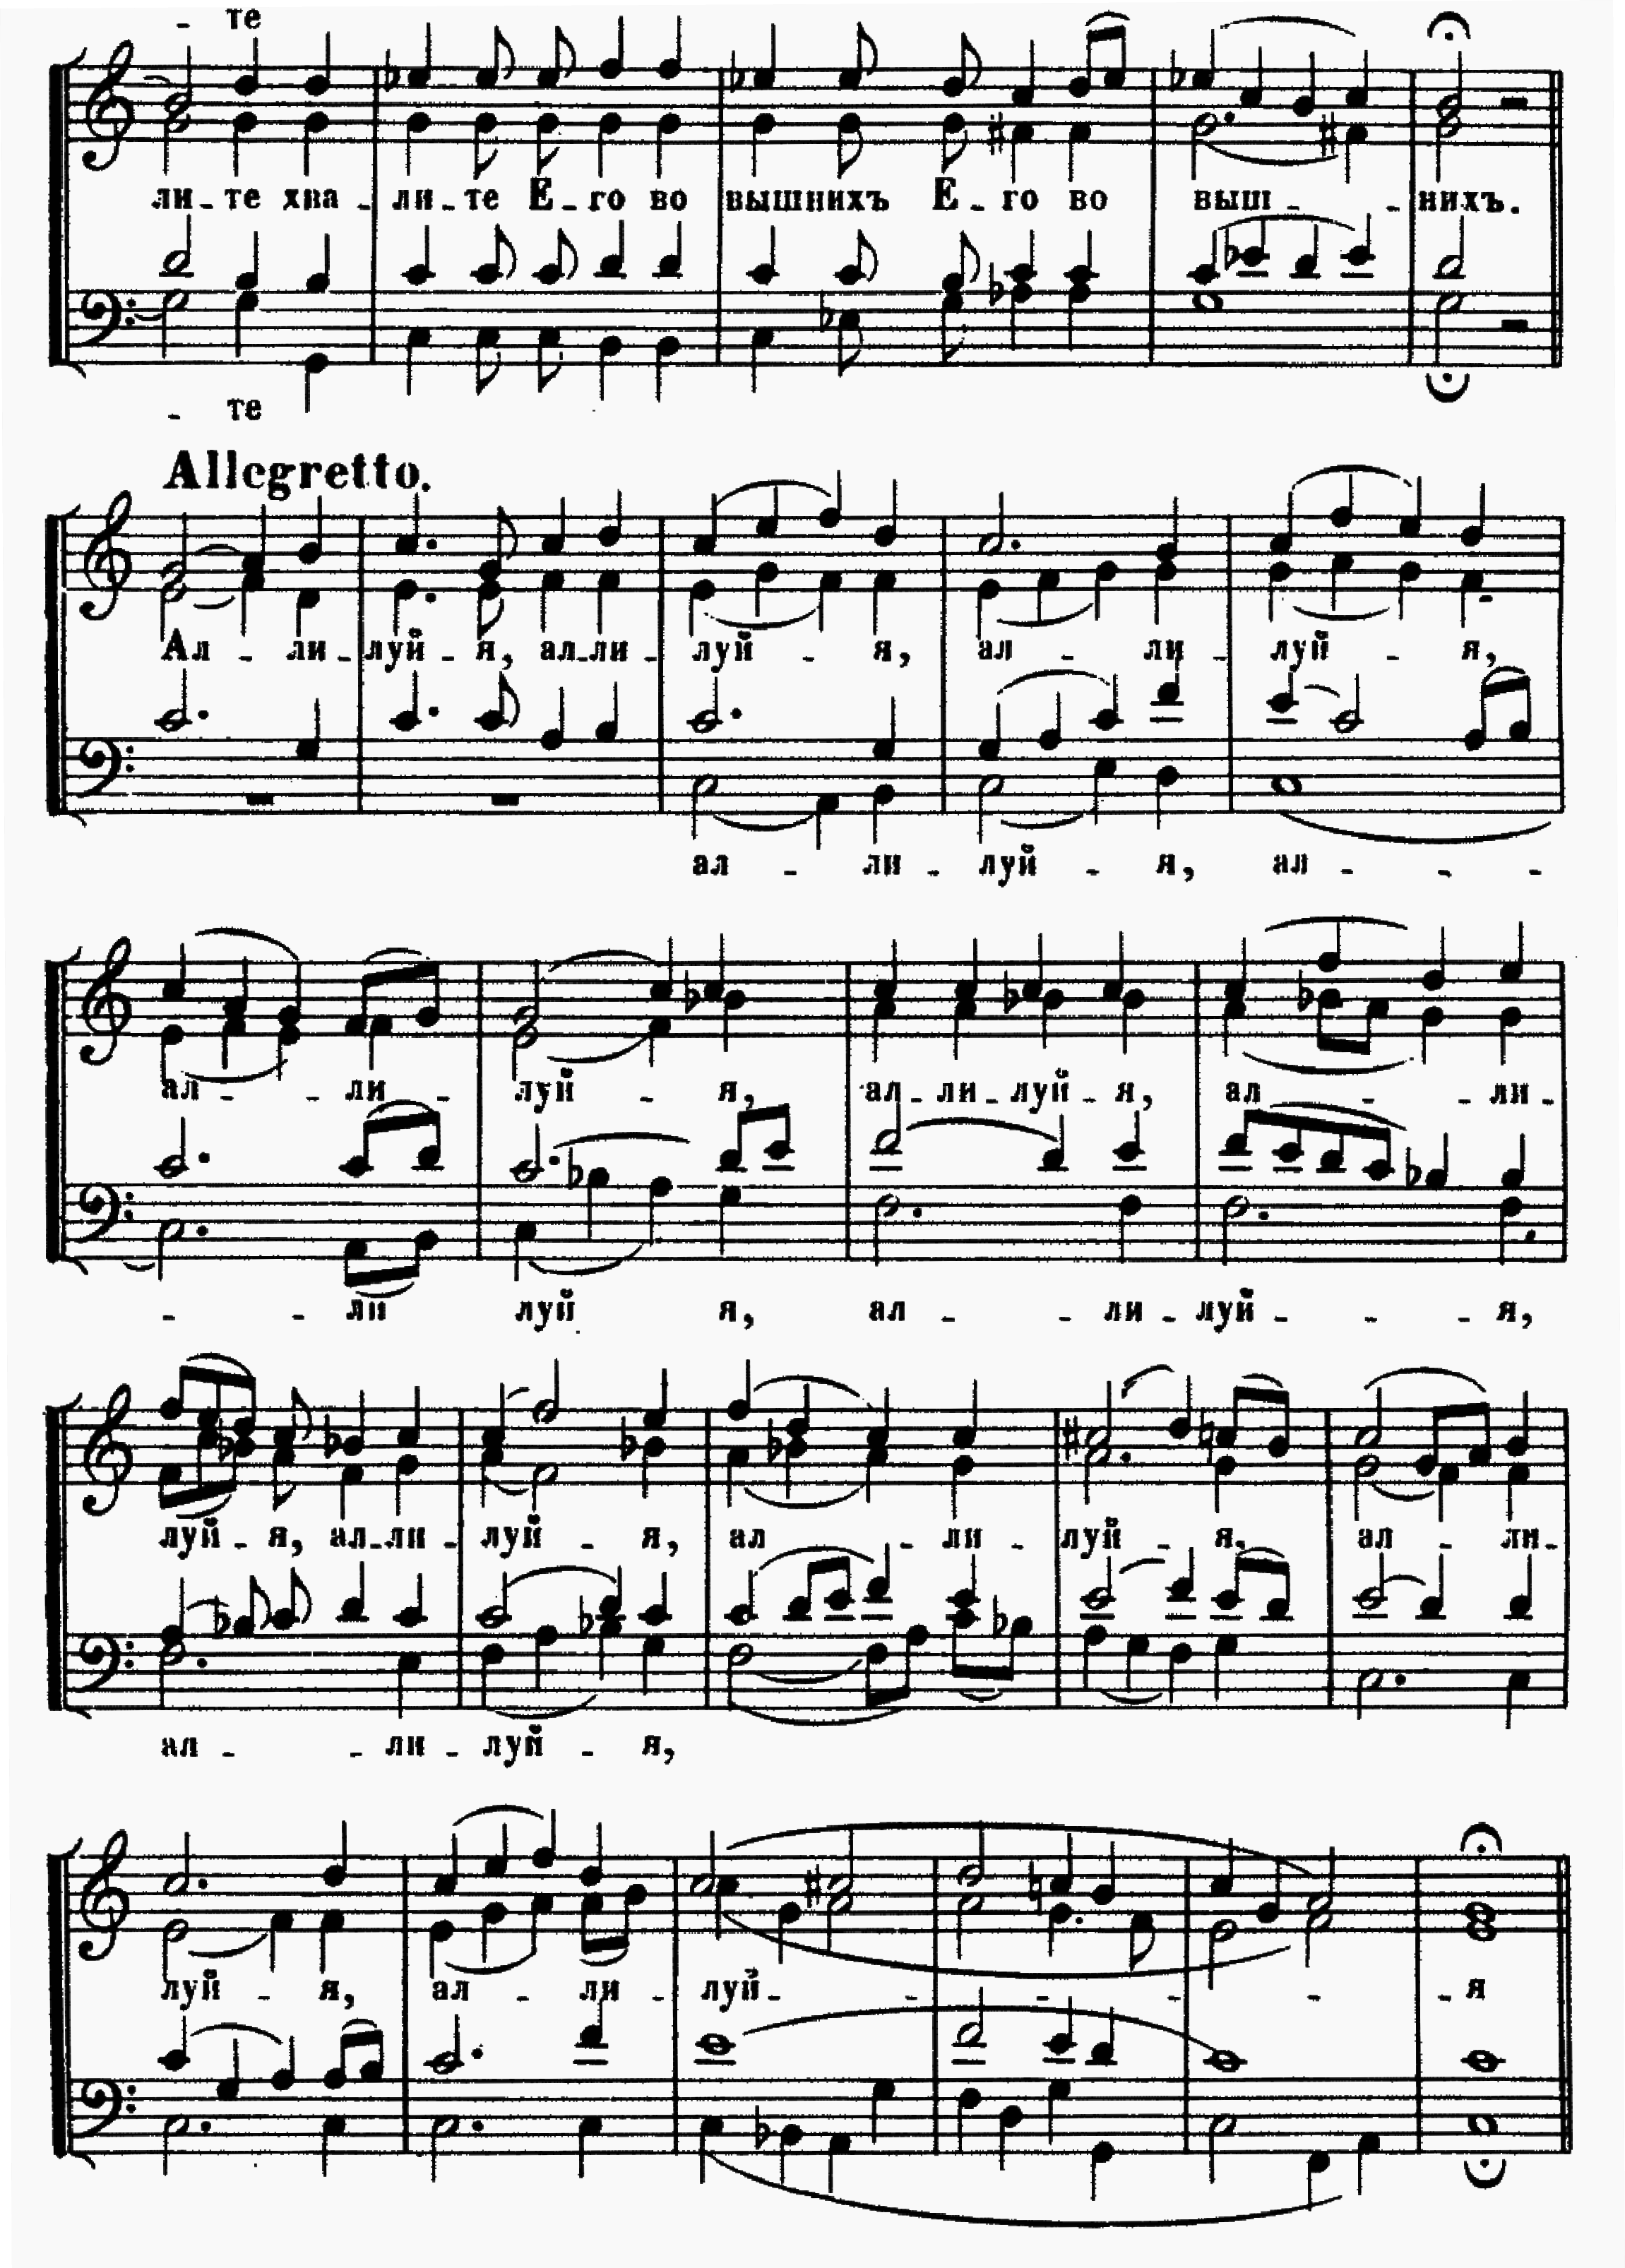 - те
ли - те хва - ли - те Е - го во вышнихъ Е - го во выш - - нихъ.
- те
Allegretto.
Ал - ли - луй - я, ал - ли - луй - я, ал - ли - луй - я,
ал - ли - луй - я, ал - - -
ал - - ли - луй - я, ал - ли - луй - я, ал - - ли -
- - ли луй я, ал - - ли - луй - - - я,
луй - я, ал - ли - луй - я, ал - ли - луй - я. ал - ли -
ал - - ли - луй - я,
луй - я, ал - ли - луй - - - - - - я